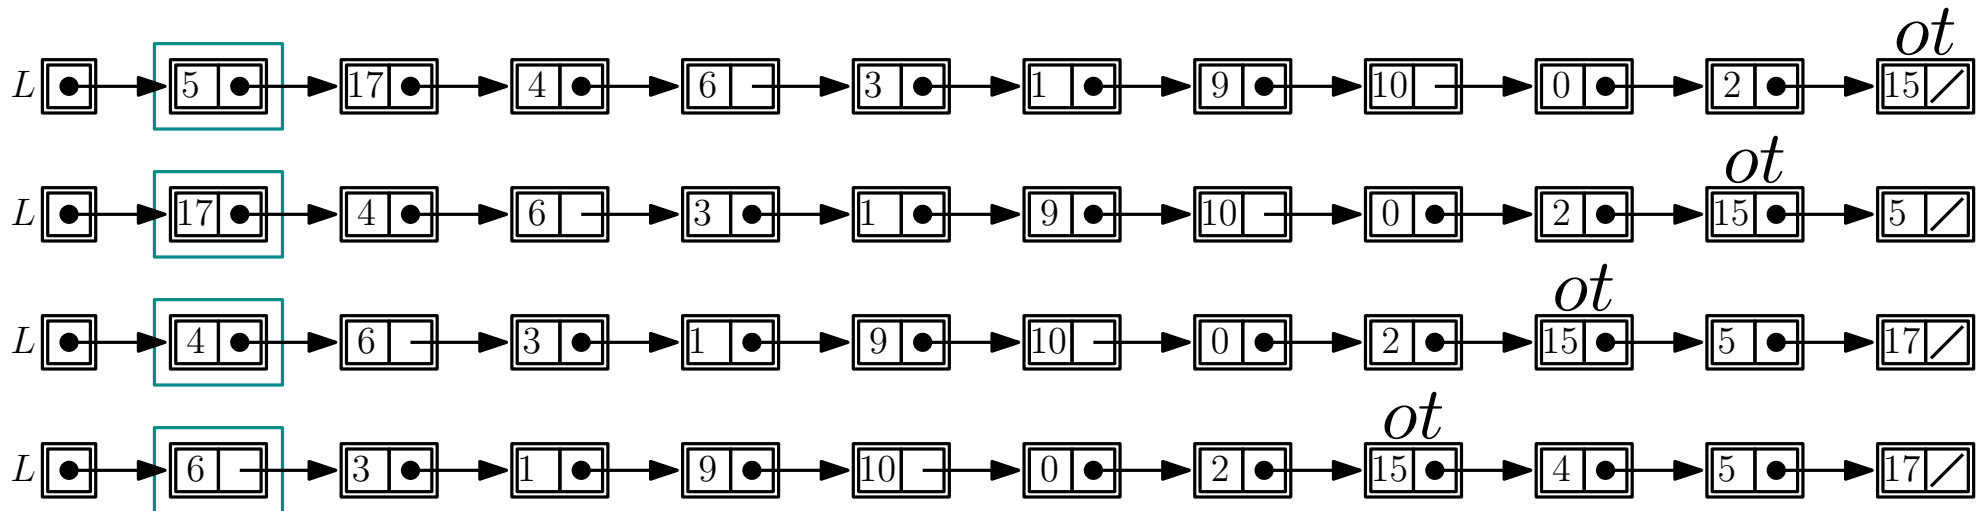 ot
L 5 17 4 6 3 1 9 10 0 2 15
ot
L 17 4 6 3 1 9 10 0 2 15 5
ot
L 4 6 3 1 9 10 0 2 15 5 17
ot
L 6 3 1 9 10 0 2 15 4 5 17